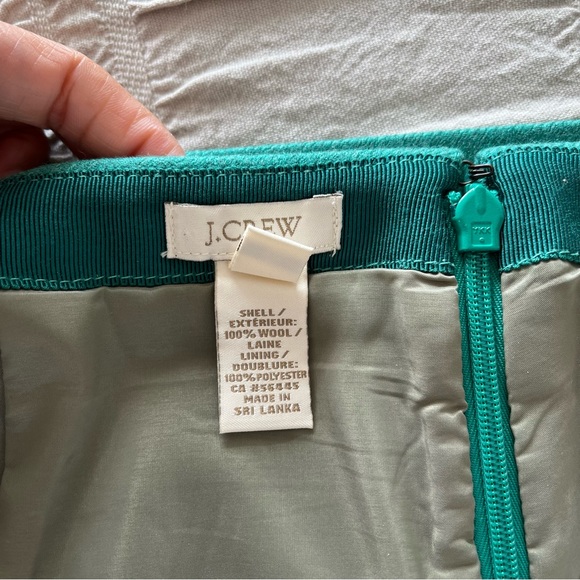 J.CREW
SHELL /
EXTÉRIEUR:
100% WOOL /
LAINE
LINING /
DOUBLURE:
100% POLYESTER
CA #56445
MADE IN
SRI LANKA